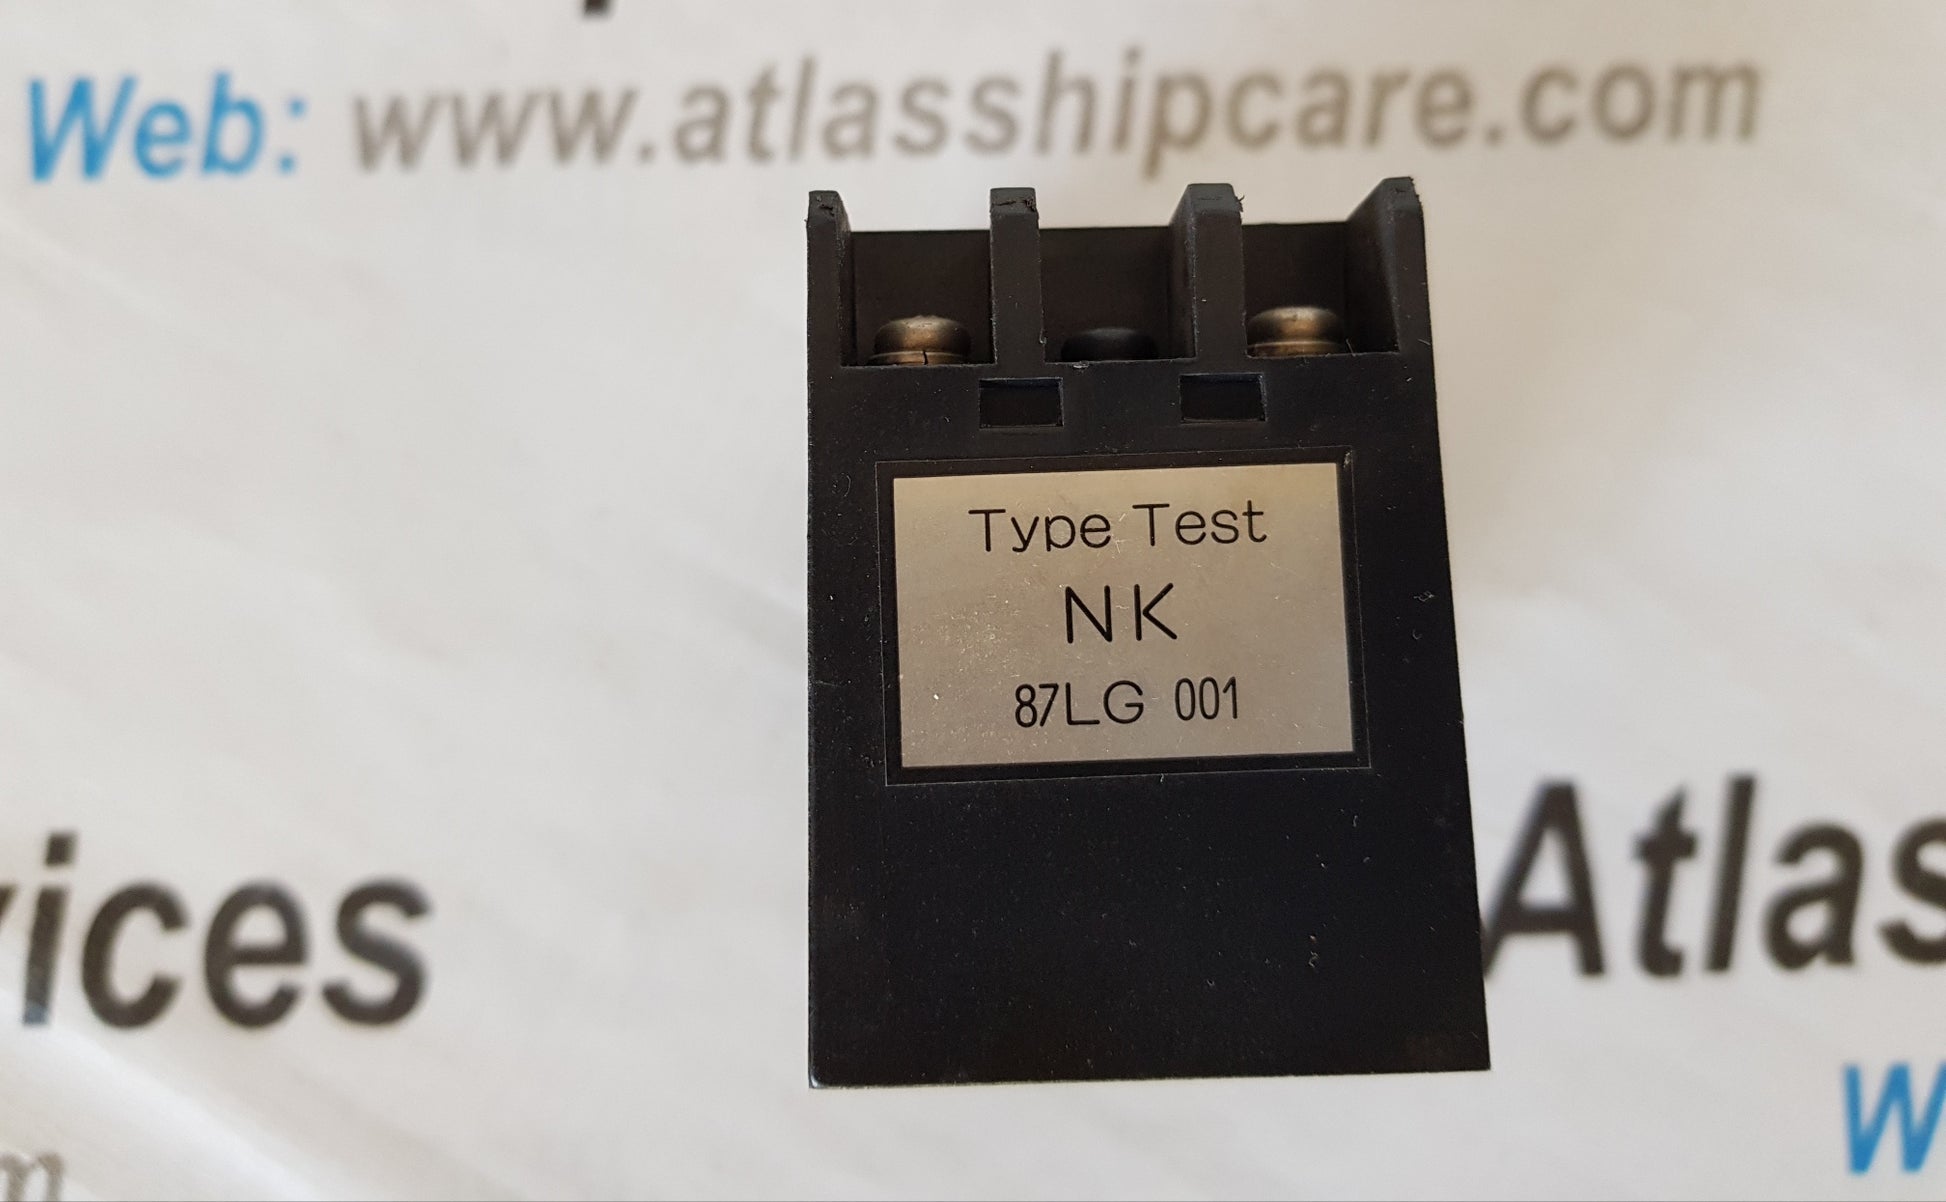 Web: www.atlasshipcare.com
Type Test
NK
87LG 001
vices
Atlas
W
m